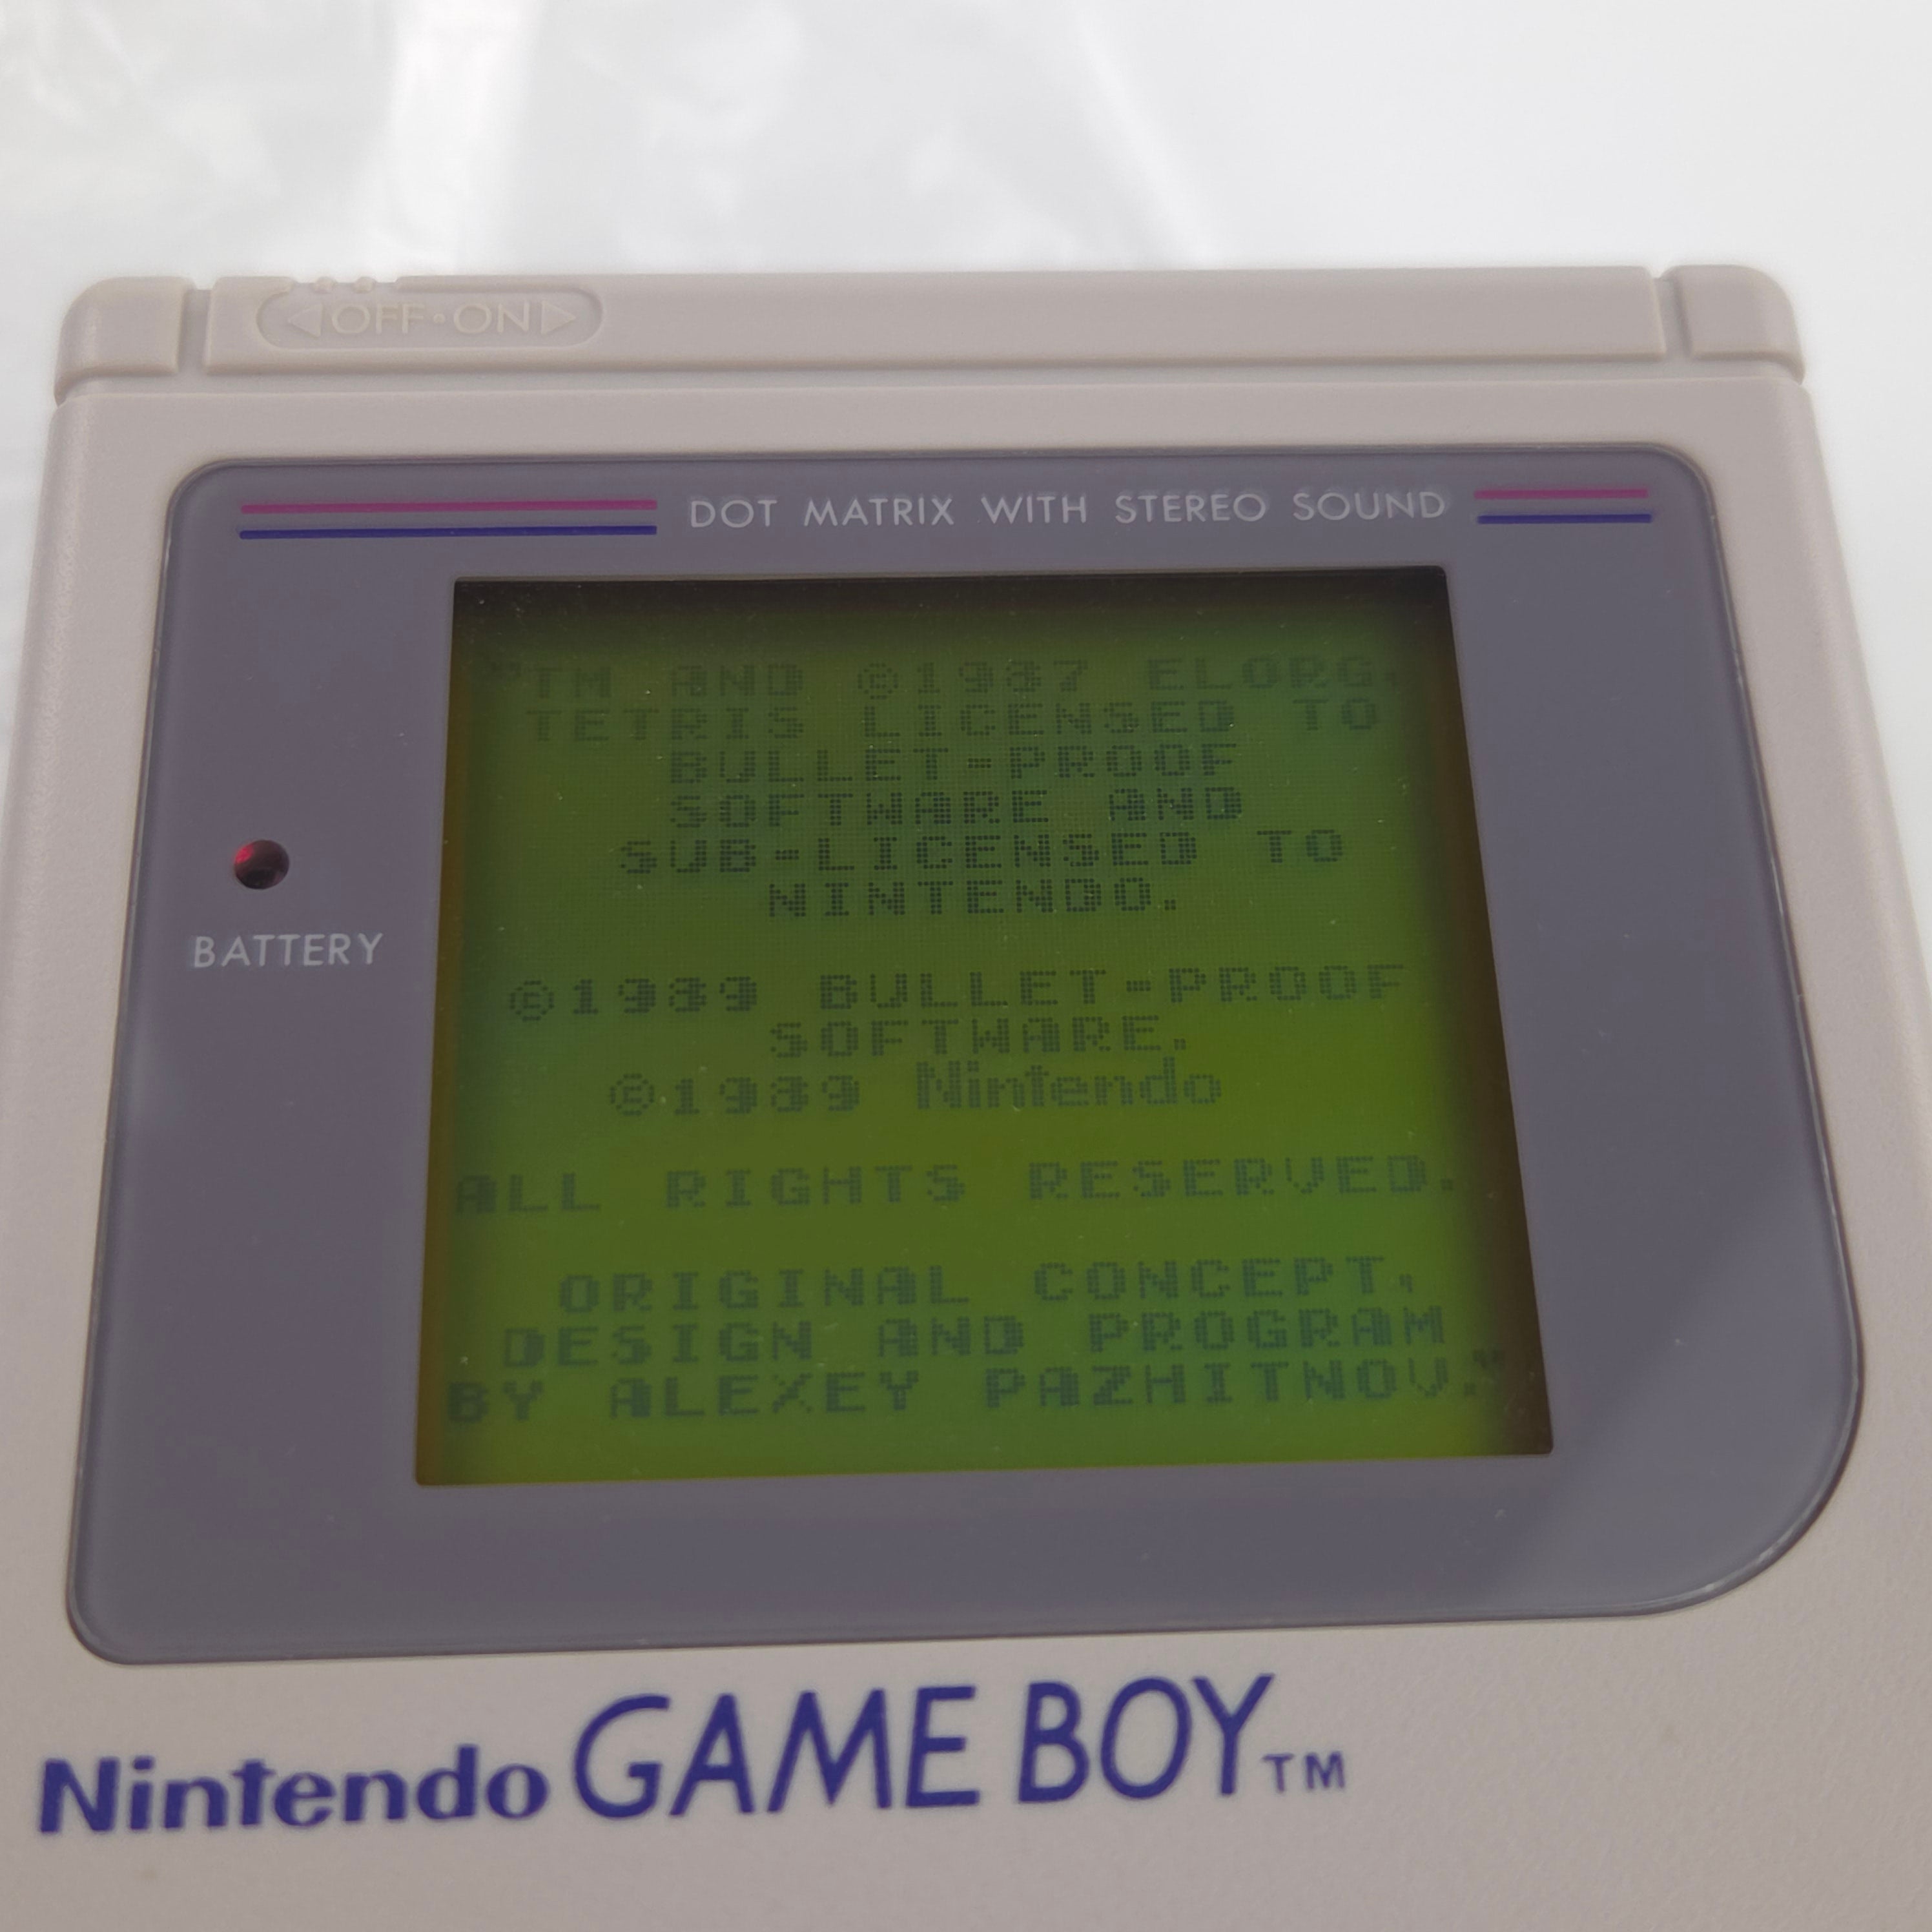 ◁OFF•ON▷
DOT MATRIX WITH STEREO SOUND
"TM AND ©1987 ELORG,
TETRIS LICENSED TO
BULLET-PROOF
SOFTWARE AND
SUB-LICENSED TO
NINTENDO.
©1989 BULLET-PROOF
SOFTWARE.
©1989 Nintendo
ALL RIGHTS RESERVED.
ORIGINAL CONCEPT,
DESIGN AND PROGRAM
BY ALEXEY PAZHITNOV."
BATTERY
Nintendo GAME BOY TM